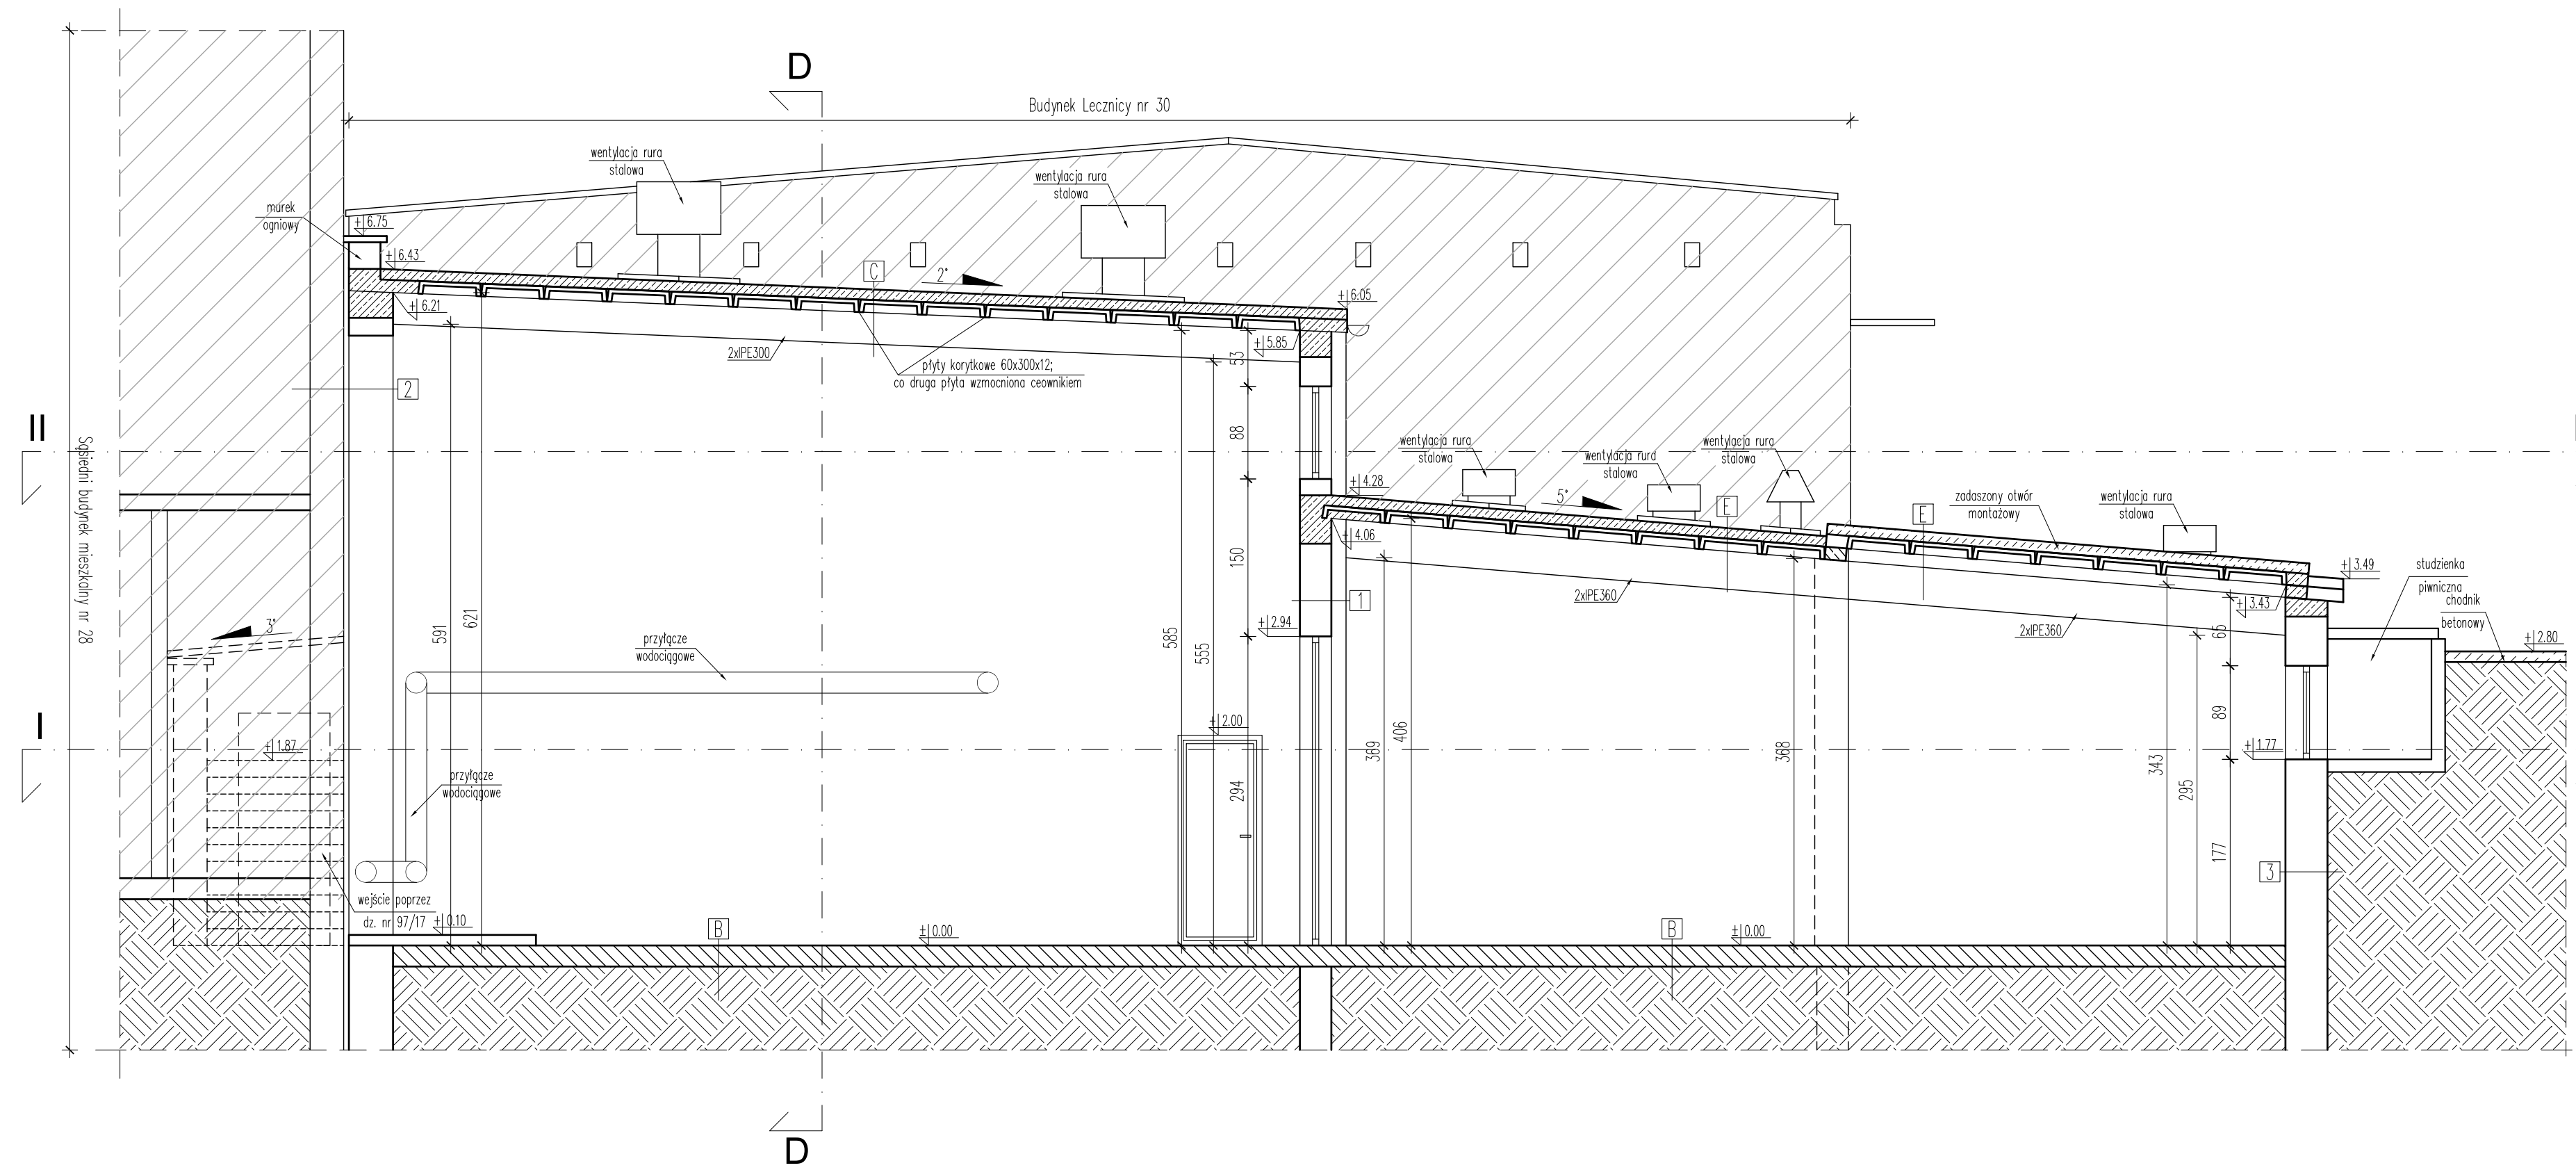 D
Budynek Lecznicy nr 30
wentylacja rura
stalowa
wentylacja rura
stalowa
murek
ogniowy
+6.75
+6.43
C
2°
+6.21
+6.05
2xIPE300
płyty korytkowe 60x300x12;
co druga płyta wzmocniona ceownikiem
+5.85
53
2
II
88
Sąsiedni budynek mieszkalny nr 28
wentylacja rura
stalowa
wentylacja rura
stalowa
wentylacja rura
stalowa
+4.28
5°
E
E
zadaszony otwór
montażowy
wentylacja rura
stalowa
+4.06
150
+3.49
studzienka
piwniczna
chodnik
betonowy
2xIPE360
1
+3.43
+2.94
2xIPE360
65
+2.80
3°
591
621
przyłącze
wodociągowe
585
555
I
+2.00
+1.87
369
406
368
343
295
89
+1.77
przyłącze
wodociągowe
294
177
3
wejście poprzez
dz. nr 97/17
+0.10
B
±0.00
B
±0.00
D